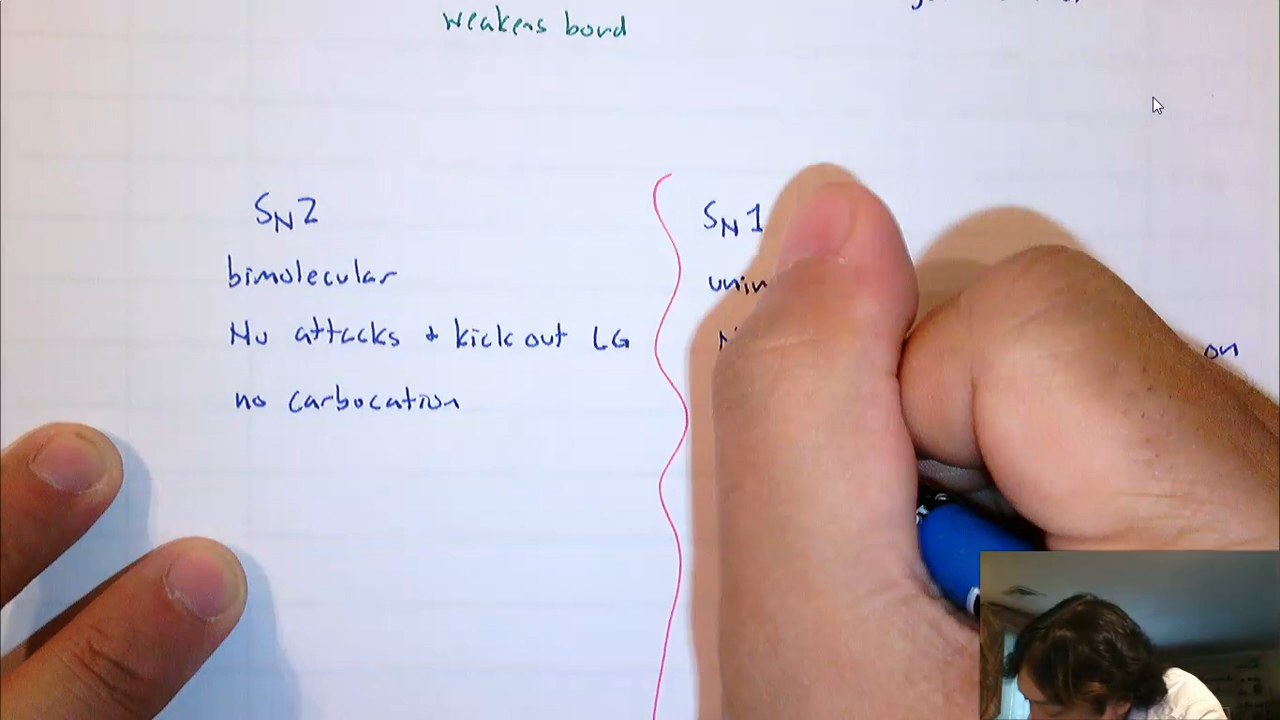 weakens bond
SN2
bimolecular
Nu attacks + kick out LG
no carbocation
SN1
on